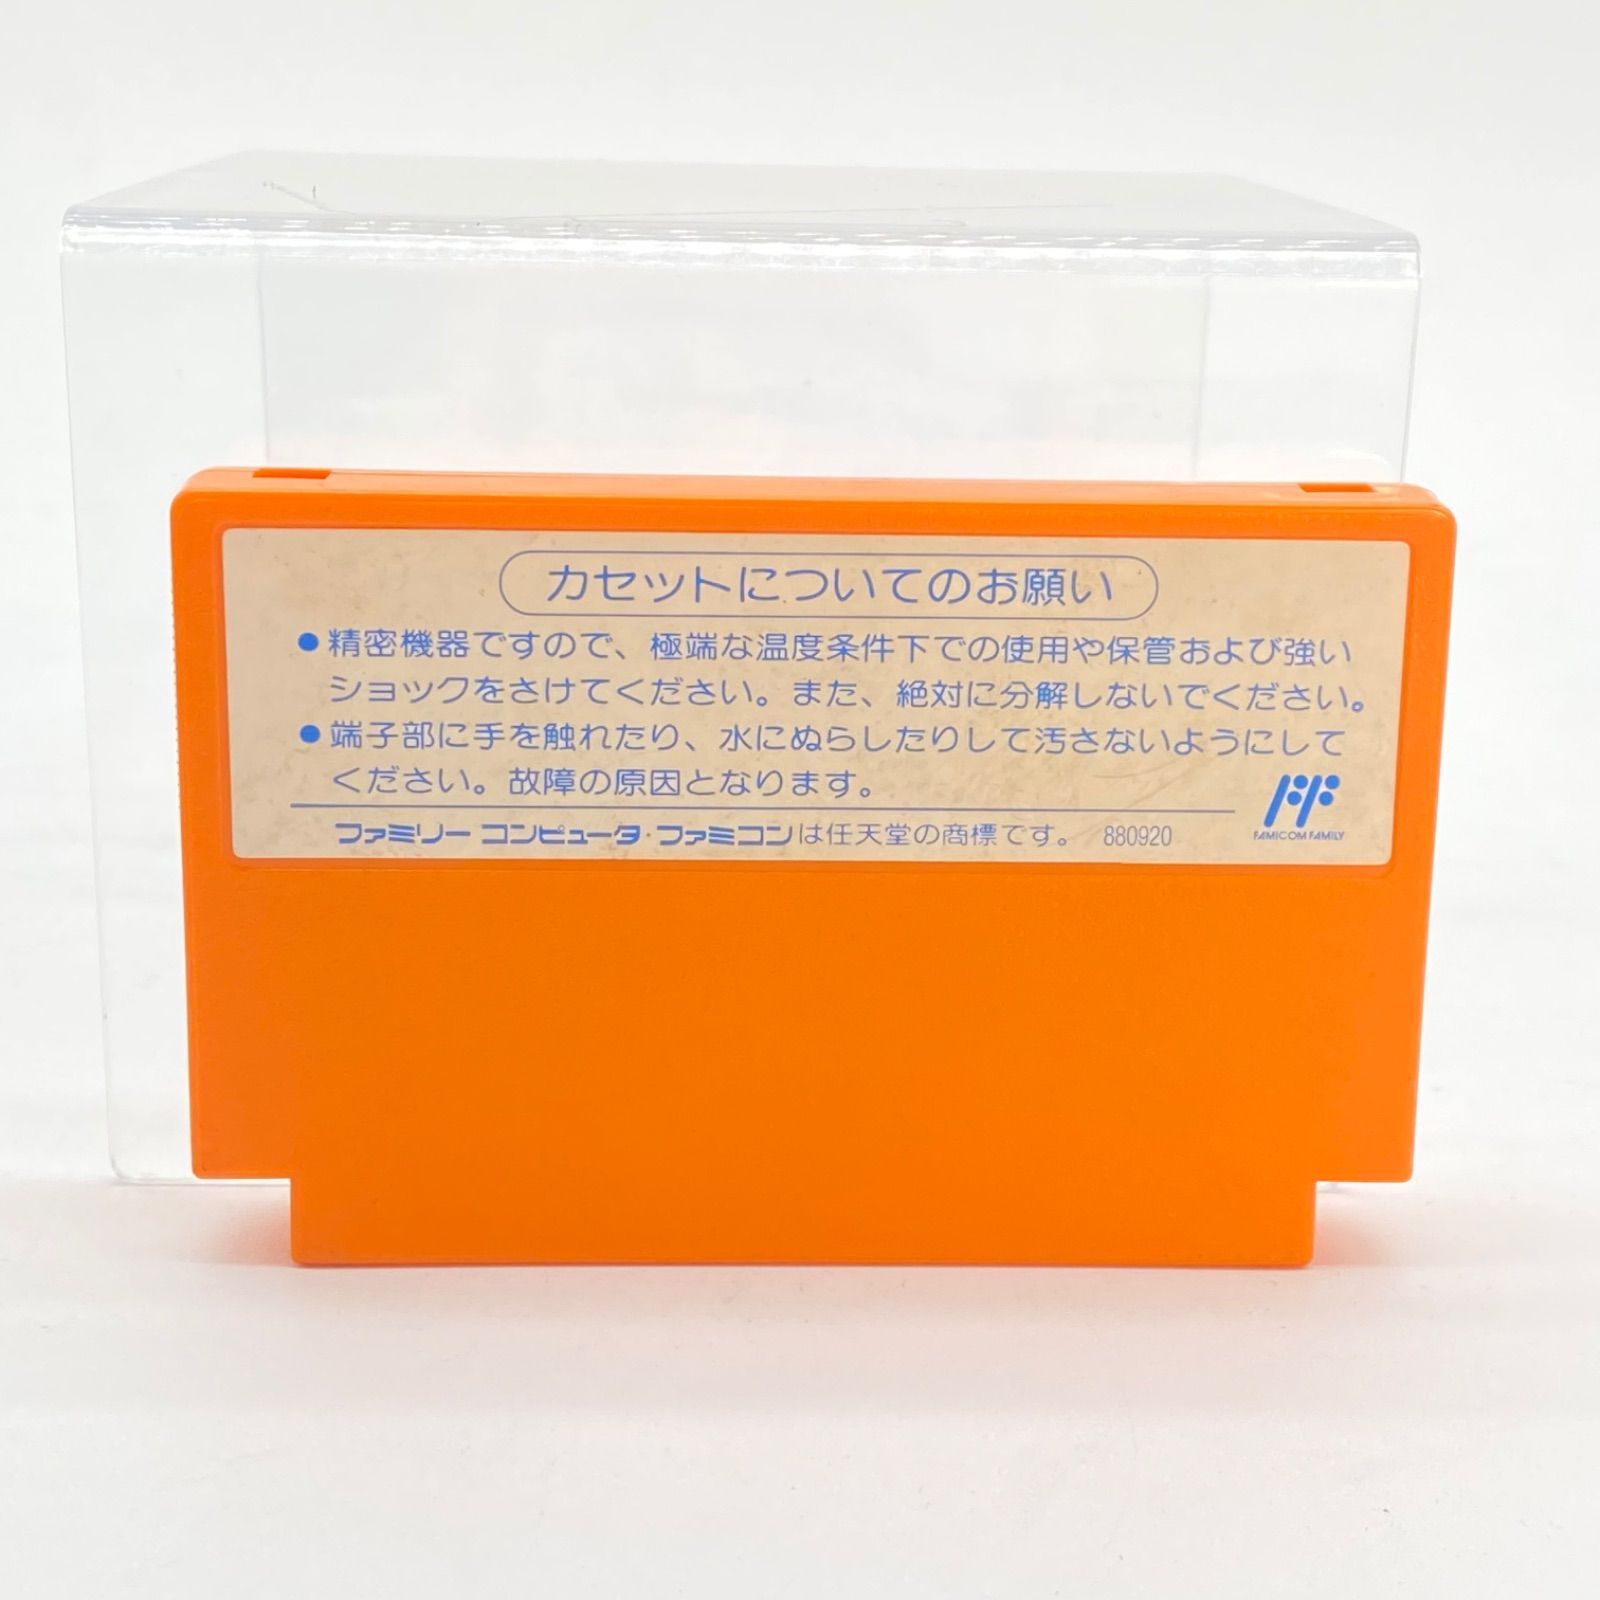 カセットについてのお願い
●精密機器ですので、極端な温度条件下での使用や保管および強い
ショックをさけてください。また、絶対に分解しないでください。
●端子部に手を触れたり、水にぬらしたりして汚さないようにして
ください。故障の原因となります。
ファミリーコンピュータ・ファミコンは任天堂の商標です。 880920
FF
FAMICOM FAMILY